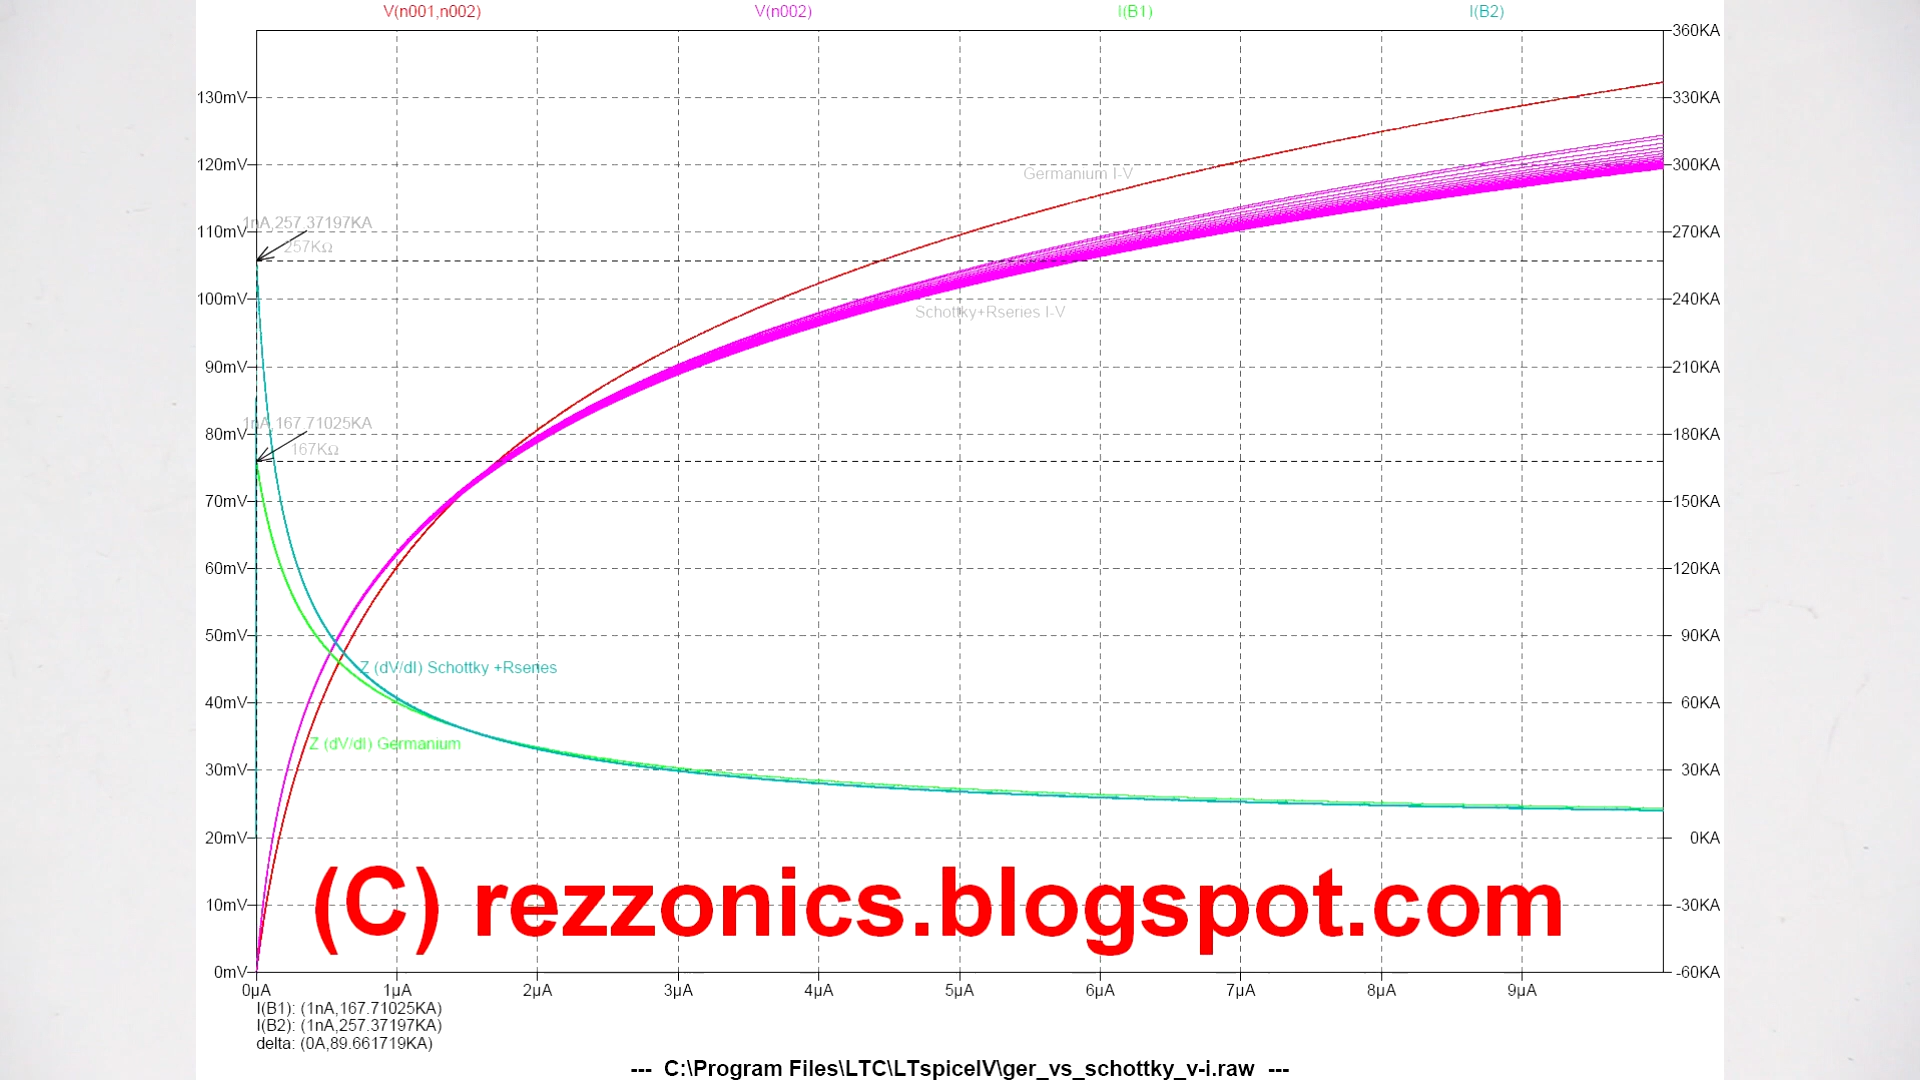 V(n001,n002) V(n002) I(B1) I(B2)
360KA
130mV 330KA
120mV 300KA
Germanium I-V
1nA,257.37197KA
110mV 270KA
257KΩ
100mV 240KA
Schottky+Rseries I-V
90mV 210KA
1nA,167.71025KA
80mV 180KA
167KΩ
70mV 150KA
60mV 120KA
50mV 90KA
Z (dV/dI) Schottky +Rseries
40mV 60KA
Z (dV/dI) Germanium
30mV 30KA
20mV 0KA
10mV -30KA
(C) rezzonics.blogspot.com
0mV -60KA
0µA 1µA 2µA 3µA 4µA 5µA 6µA 7µA 8µA 9µA
I(B1): (1nA,167.71025KA)
I(B2): (1nA,257.37197KA)
delta: (0A,89.661719KA)
--- C:\Program Files\LTC\LTspiceIV\ger_vs_schottky_v-i.raw ---